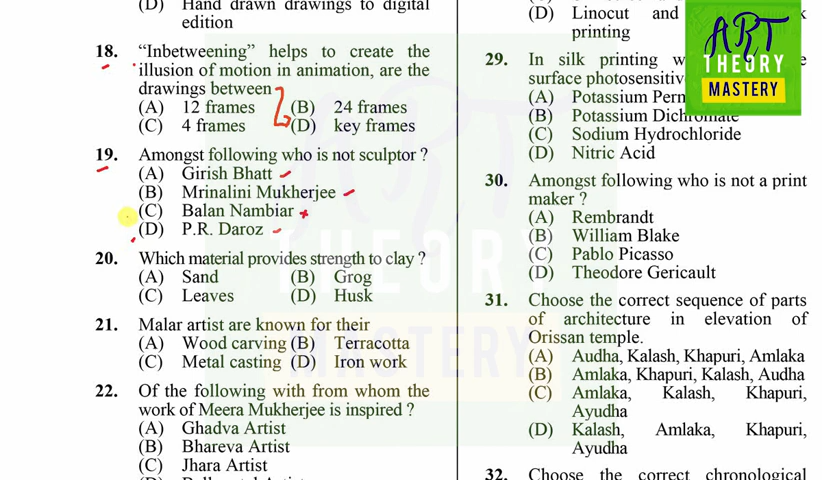 (D) Hand drawn drawings to digital
edition
18. “Inbetweening” helps to create the
illusion of motion in animation, are the
drawings between
(A) 12 frames (B) 24 frames
(C) 4 frames (D) key frames
19. Amongst following who is not sculptor ?
(A) Girish Bhatt
(B) Mrinalini Mukherjee
(C) Balan Nambiar
(D) P.R. Daroz
20. Which material provides strength to clay ?
(A) Sand (B) Grog
(C) Leaves (D) Husk
21. Malar artist are known for their
(A) Wood carving (B) Terracotta
(C) Metal casting (D) Iron work
22. Of the following with from whom the
work of Meera Mukherjee is inspired ?
(A) Ghadva Artist
(B) Bhareva Artist
(C) Jhara Artist
(D) Linocut and
printing
29. In silk printing
surface
(A) Potassium
(B) Potassium Dichromate
(C) Sodium Hydrochloride
(D) Nitric Acid
30. Amongst following who is not a print
maker ?
(A) Rembrandt
(B) William Blake
(C) Pablo Picasso
(D) Theodore Gericault
31. Choose the correct sequence of parts
of architecture in elevation of
Orissan temple.
(A) Audha, Kalash, Khapuri, Amlaka
(B) Amlaka, Khapuri, Kalash, Audha
(C) Amlaka, Kalash, Khapuri,
Ayudha
(D) Kalash, Amlaka, Khapuri,
Ayudha
32. Choose the correct chronological
ART
THEORY
MASTERY
ART
THEORY
MASTERY